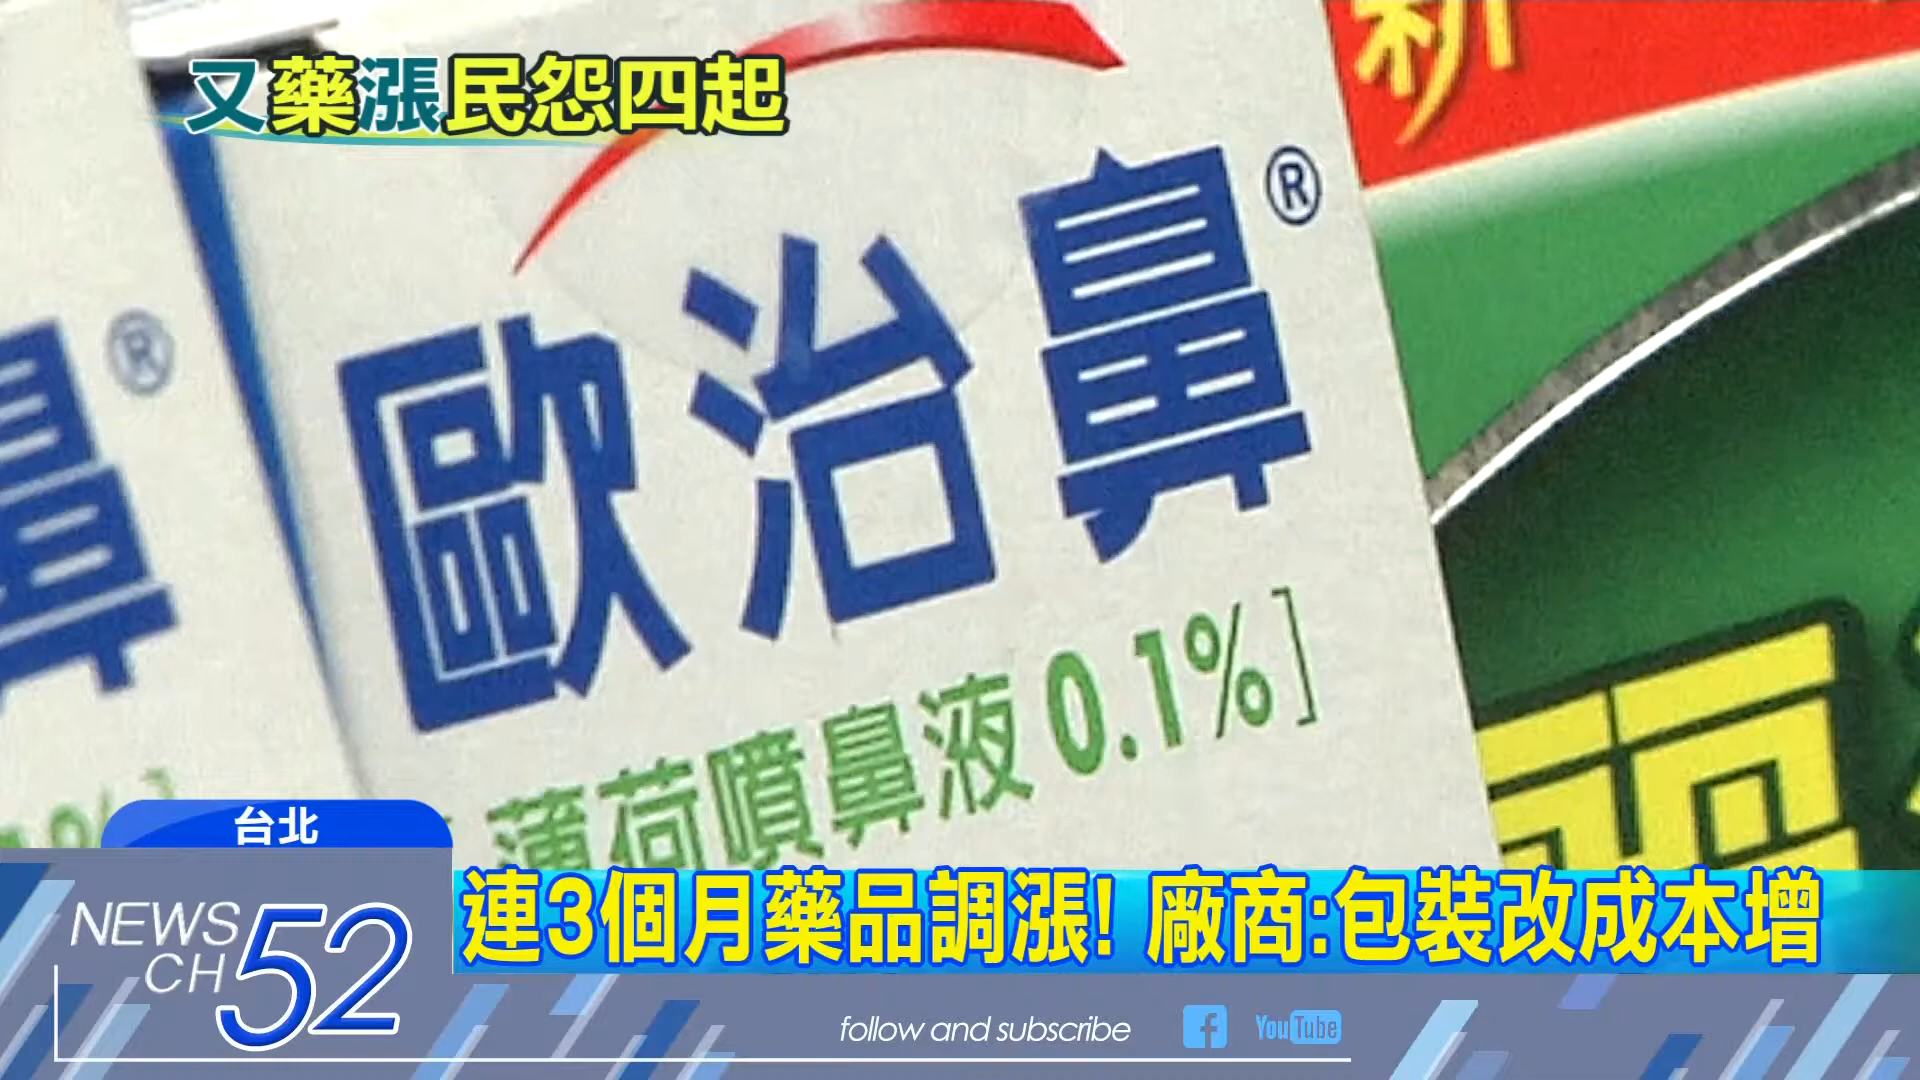 又藥漲民怨四起
新
鼻®
歐治鼻®
薄荷噴鼻液 0.1%]
台北
連3個月藥品調漲! 廠商:包裝改成本增
NEWS
CH 52
follow and subscribe
f
YouTube